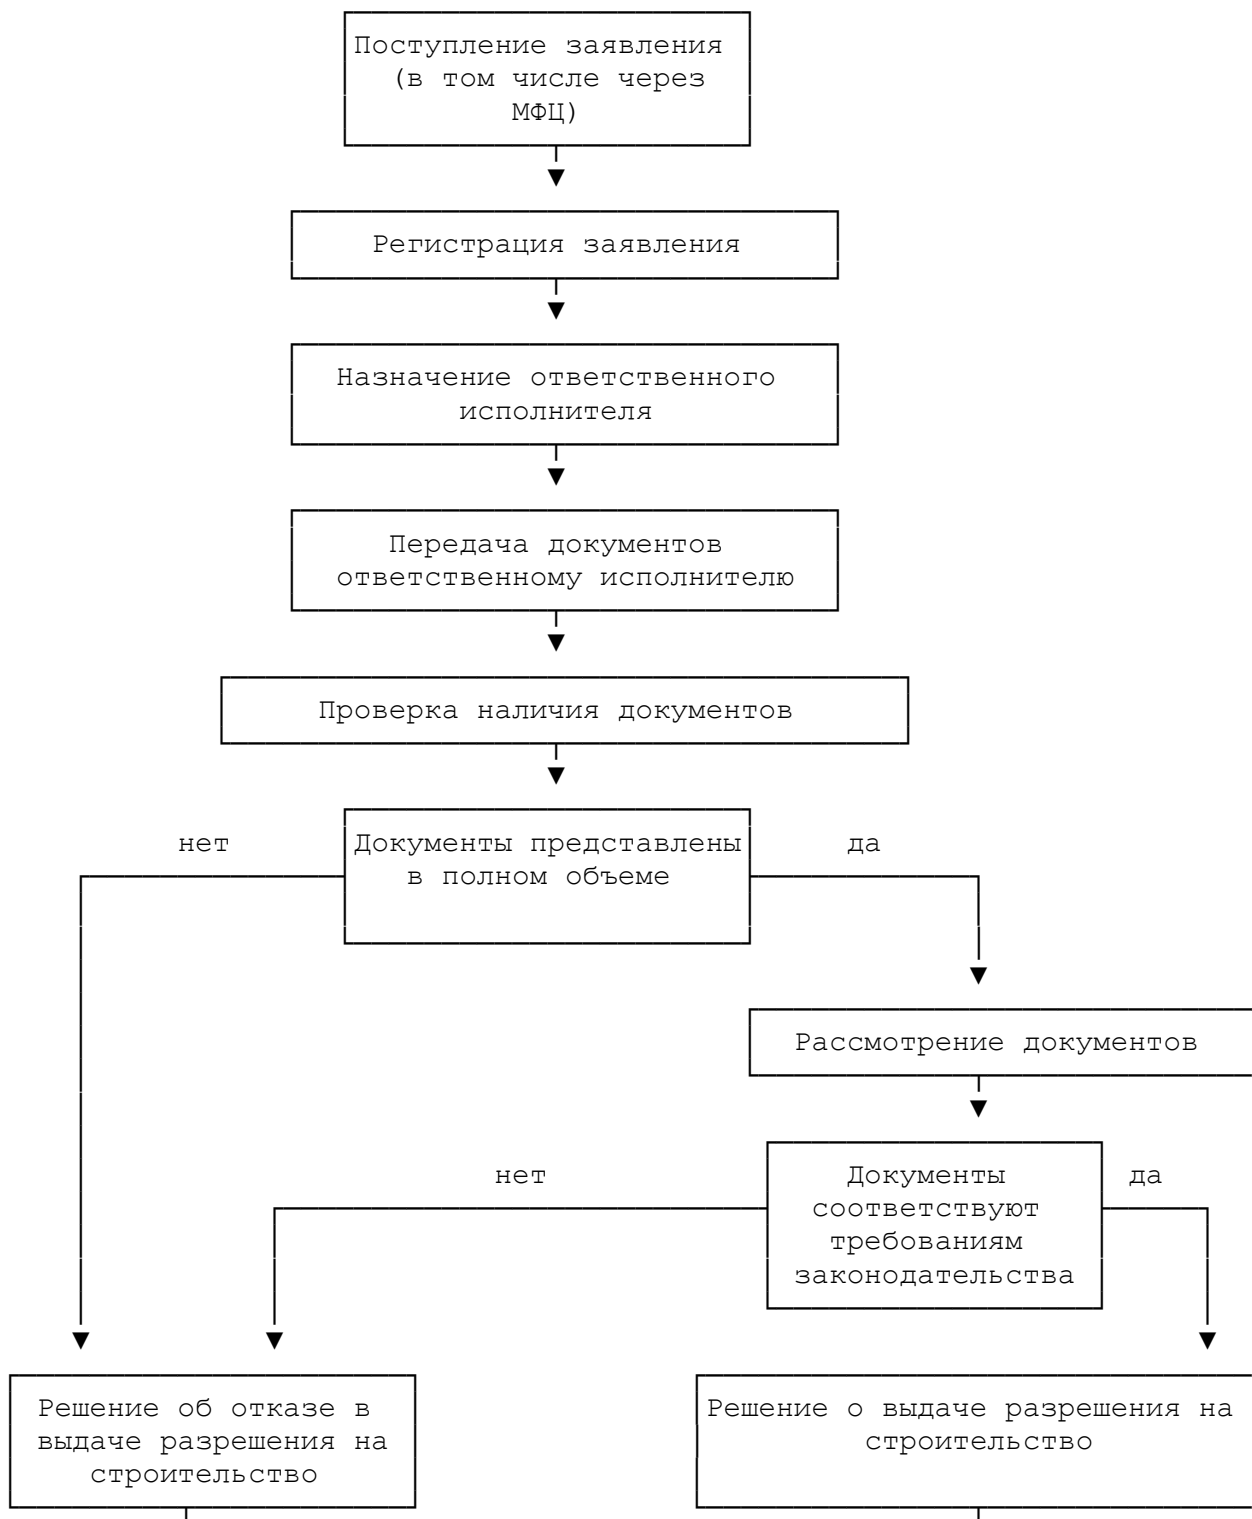 Поступление заявления
(в том числе через
МФЦ)
Регистрация заявления
Назначение ответственного
исполнителя
Передача документов
ответственному исполнителю
Проверка наличия документов
нет
Документы представлены
в полном объеме
да
Рассмотрение документов
нет
Документы
соответствуют
требованиям
законодательства
да
Решение об отказе в
выдаче разрешения на
строительство
Решение о выдаче разрешения на
строительство